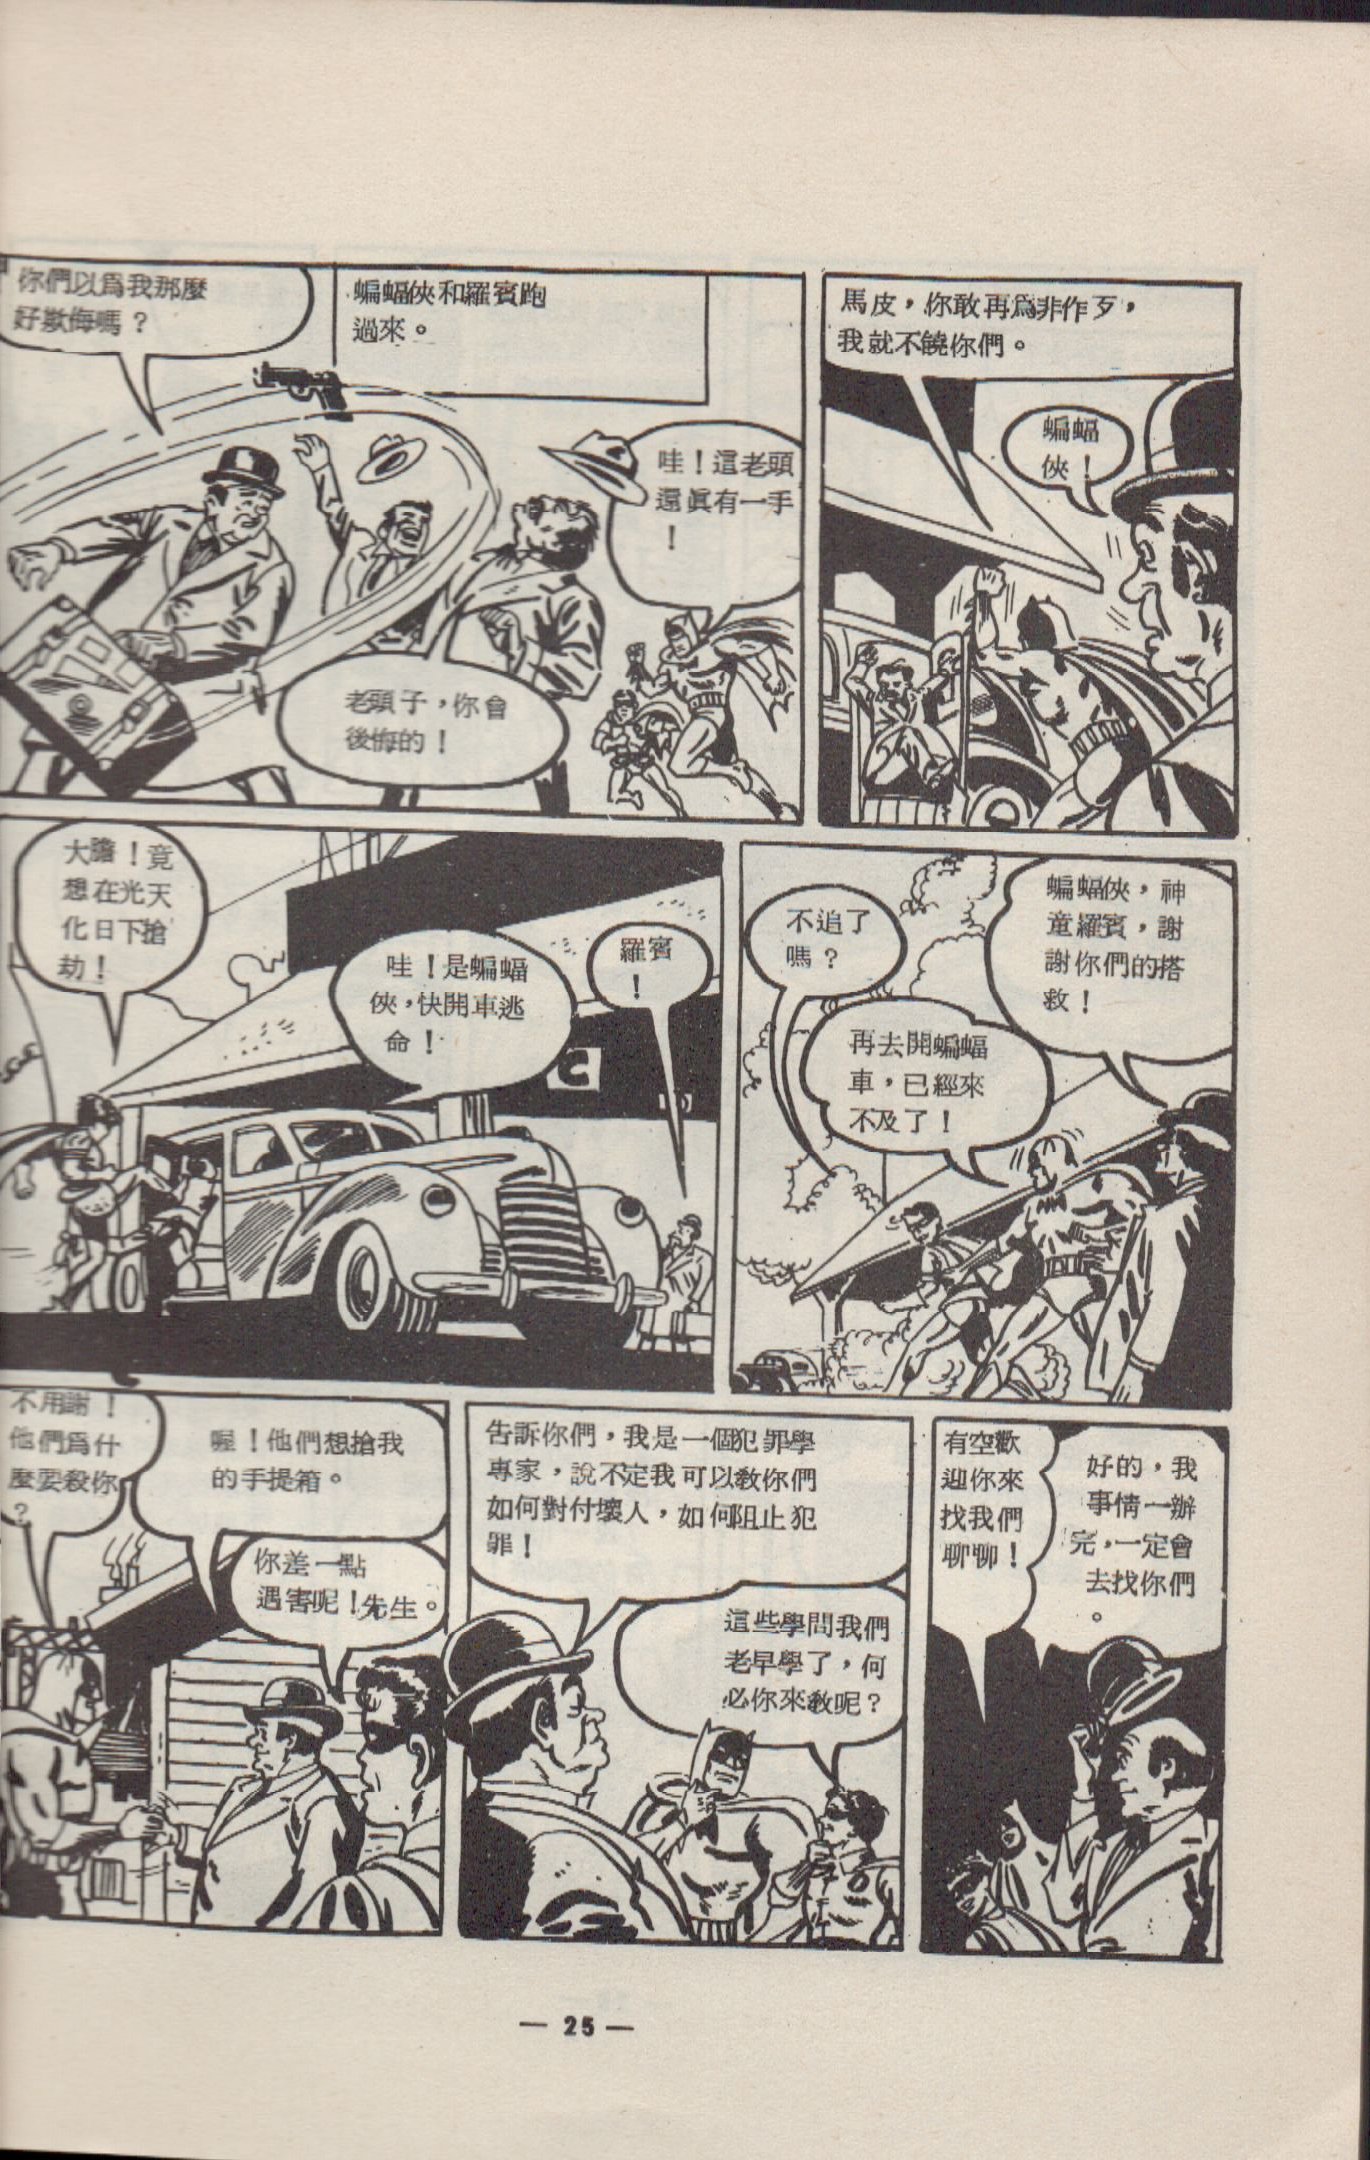 你們以爲我那麼
好欺侮嗎？
蝙蝠俠和羅賓跑
過來。
哇！這老頭
還眞有一手
！
老頭子，你會
後悔的！
馬皮，你敢再爲非作歹，
我就不饒你們。
蝙蝠
俠！
大膽！竟
想在光天
化日下搶
劫！
哇！是蝙蝠
俠，快開車逃
命！
羅賓
！
C
不追了
嗎？
再去開蝙蝠
車，已經來
不及了！
蝙蝠俠，神
童羅賓，謝
謝你們的搭
救！
不用謝！
他們爲什
麼要殺你
？
喔！他們想搶我
的手提箱。
你差一點
遇害呢！先生。
告訴你們，我是一個犯罪學
專家，說不定我可以敎你們
如何對付壞人，如何阻止犯
罪！
這些學問我們
老早學了，何
必你來敎呢？
有空歡
迎你來
找我們
聊聊！
好的，我
事情一辦
完，一定會
去找你們
。
— 25 —